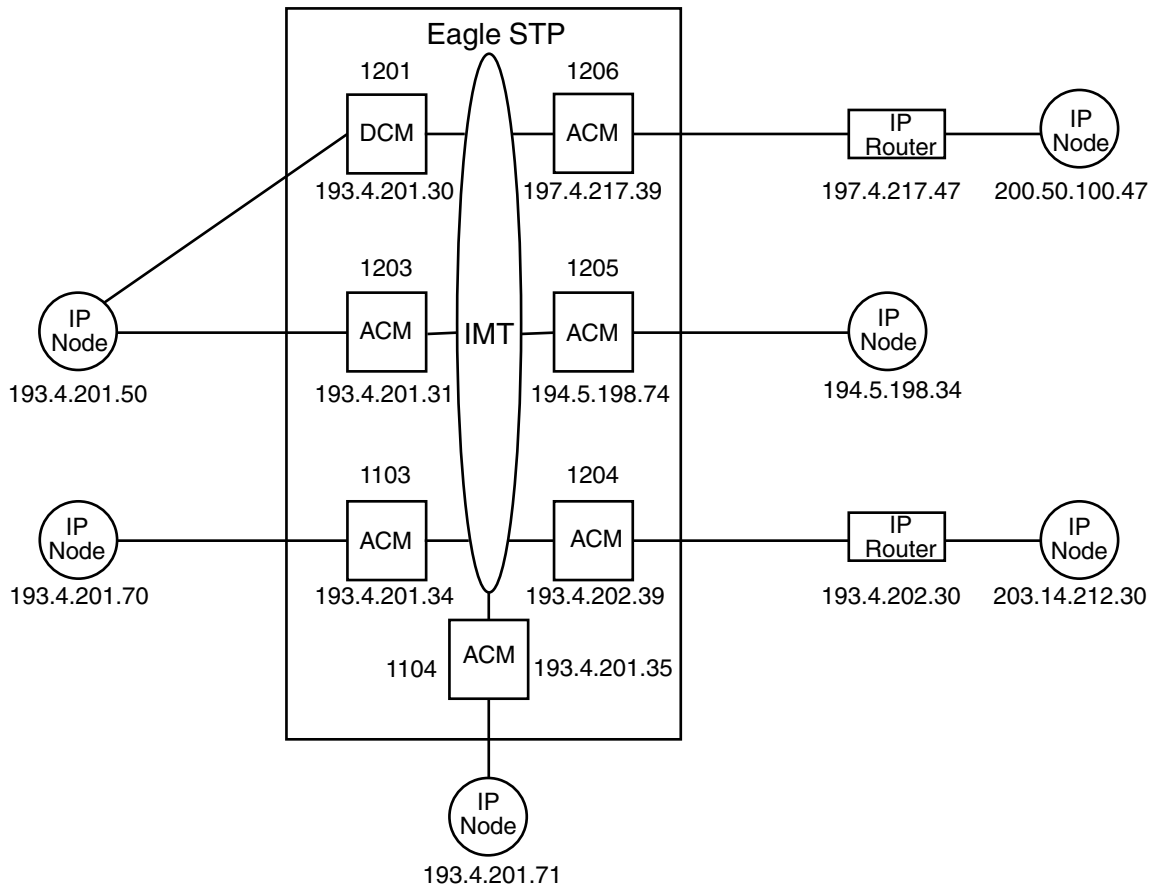 Eagle STP
1201
1206
DCM
ACM
IP
Router
IP
Node
193.4.201.30
197.4.217.39
197.4.217.47
200.50.100.47
1203
1205
IP
Node
ACM
IMT
ACM
IP
Node
193.4.201.50
193.4.201.31
194.5.198.74
194.5.198.34
1103
1204
IP
Node
ACM
ACM
IP
Router
IP
Node
193.4.201.70
193.4.201.34
193.4.202.39
193.4.202.30
203.14.212.30
1104
ACM
193.4.201.35
IP
Node
193.4.201.71